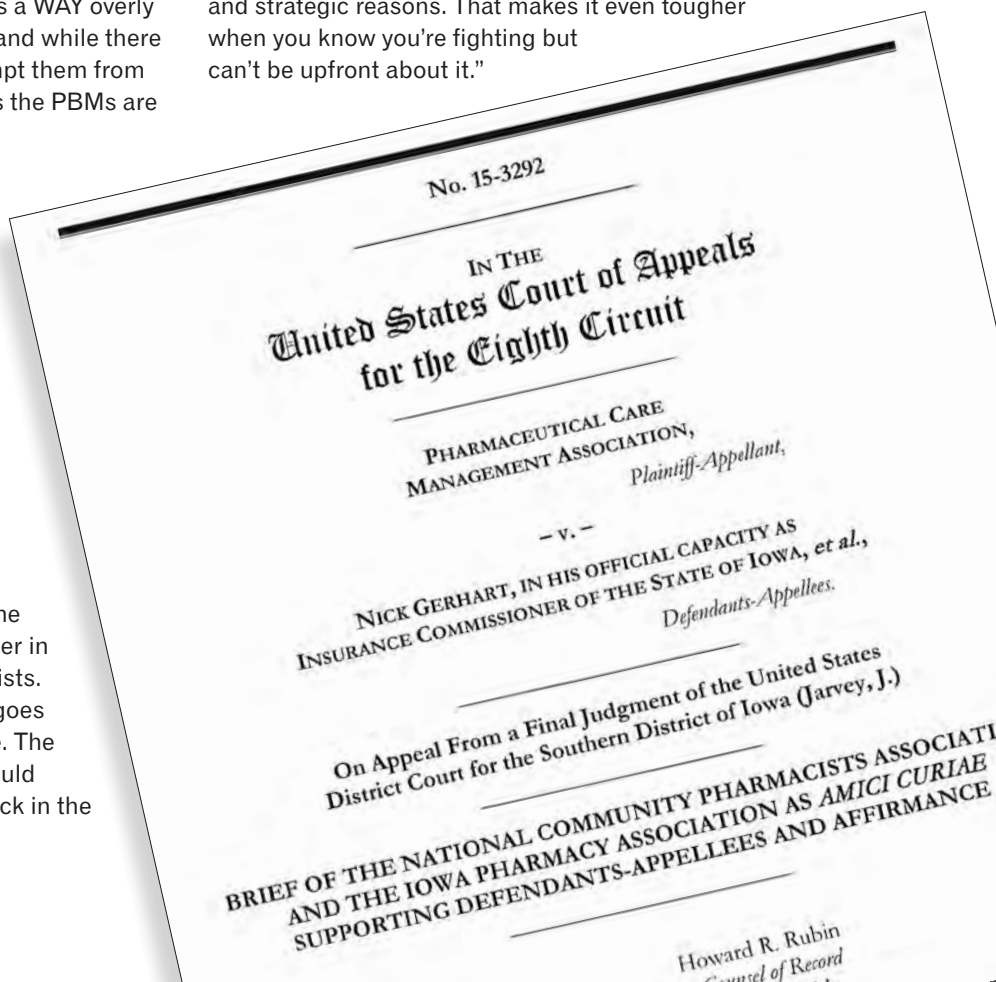 s a WAY overly
and while there
mpt them from
s the PBMs are
and strategic reasons. That makes it even tougher
when you know you're fighting but
can't be upfront about it.”
ne
er in
ists.
goes
e. The
uld
ck in the
No. 15-3292
IN THE
United States Court of Appeals
for the Eighth Circuit
PHARMACEUTICAL CARE
MANAGEMENT ASSOCIATION,
Plaintiff-Appellant,
– v. –
NICK GERHART, IN HIS OFFICIAL CAPACITY AS
INSURANCE COMMISSIONER OF THE STATE OF IOWA, et al.,
Defendants-Appellees.
On Appeal From a Final Judgment of the United States
District Court for the Southern District of Iowa (Jarvey, J.)
BRIEF OF THE NATIONAL COMMUNITY PHARMACISTS ASSOCIATI
AND THE IOWA PHARMACY ASSOCIATION AS AMICI CURIAE
SUPPORTING DEFENDANTS-APPELLEES AND AFFIRMANCE
Howard R. Rubin
Counsel of Record